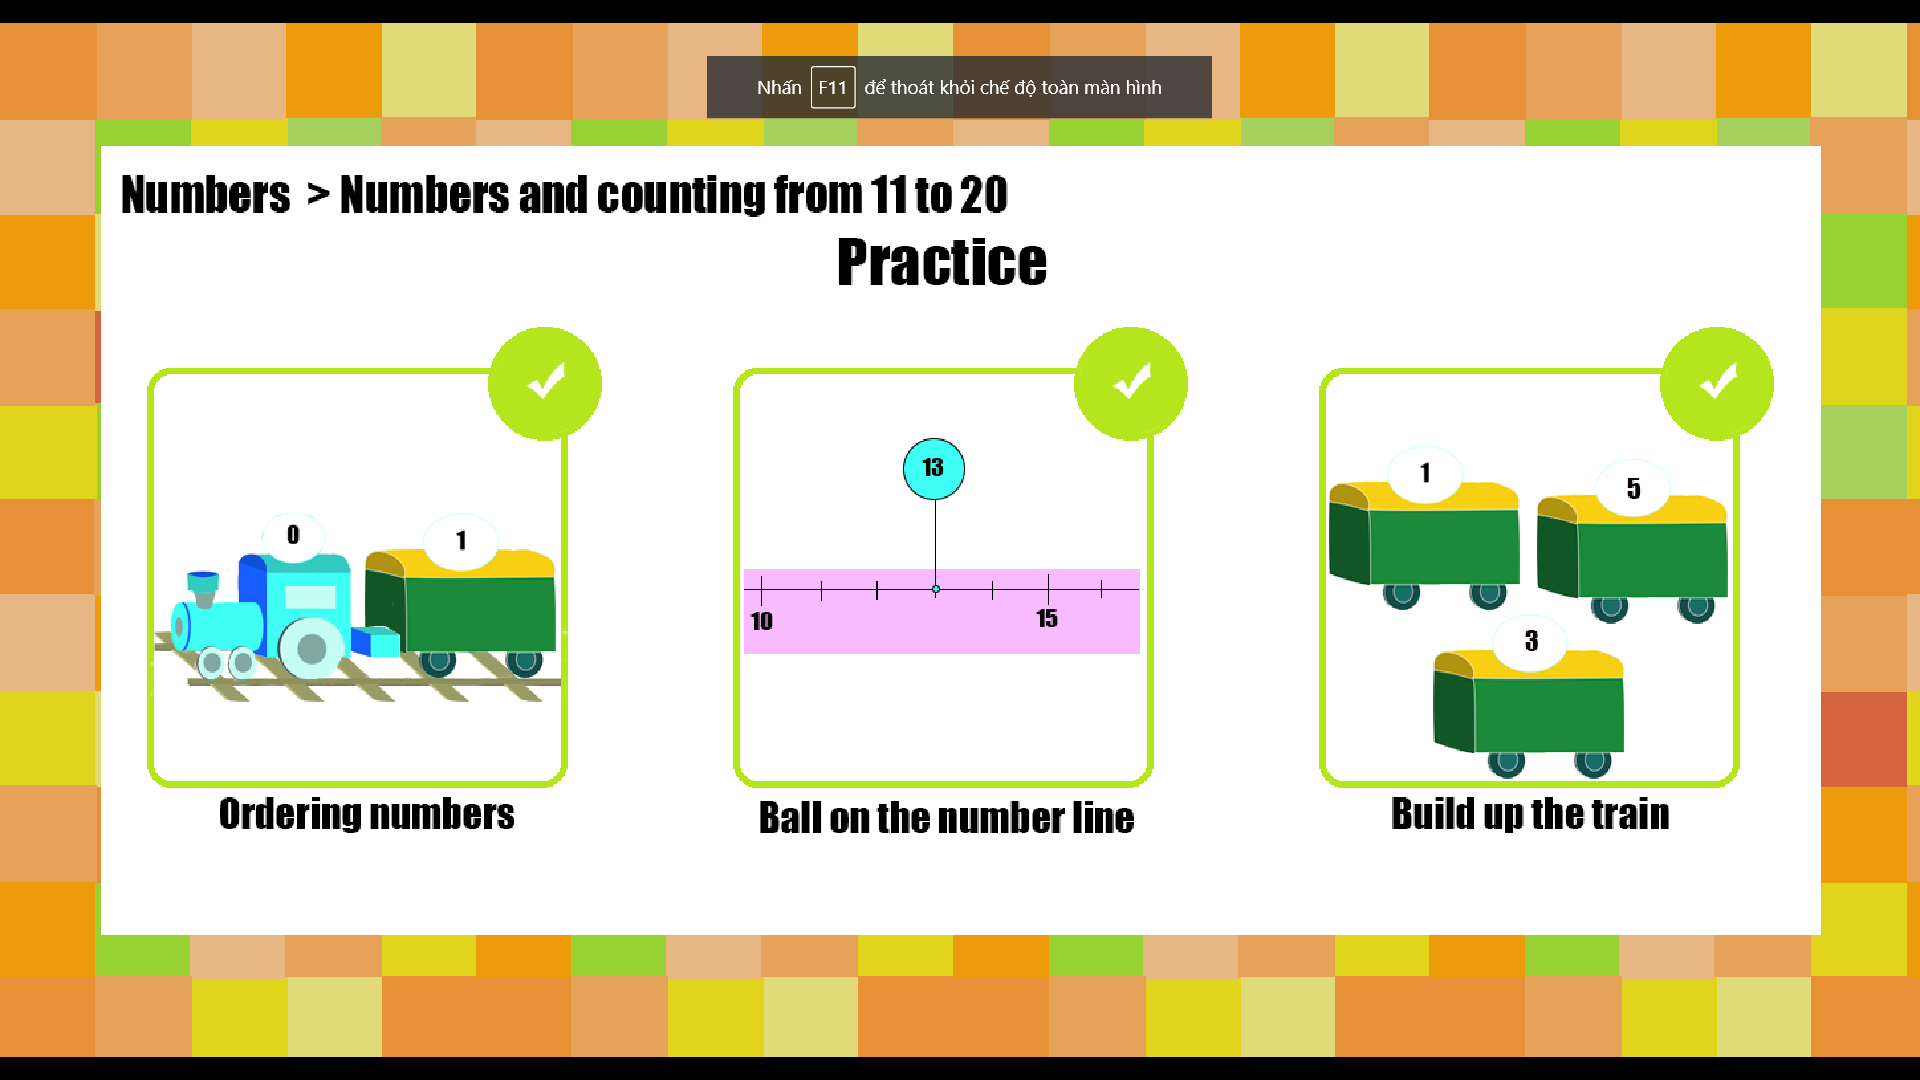 Nhấn F11 để thoát khỏi chế độ toàn màn hình
Numbers > Numbers and counting from 11 to 20
Practice
0
1
Ordering numbers
13
10
15
Ball on the number line
1
5
3
Build up the train